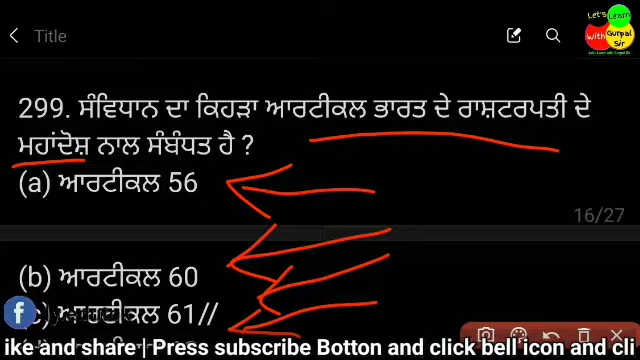 Title
Let's Learn
With Gurpal Sir
299. ਸੰਵਿਧਾਨ ਦਾ ਕਿਹੜਾ ਆਰਟੀਕਲ ਭਾਰਤ ਦੇ ਰਾਸ਼ਟਰਪਤੀ ਦੇ
ਮਹਾਂਦੋਸ਼ ਨਾਲ ਸੰਬੰਧਤ ਹੈ ?
(a) ਆਰਟੀਕਲ 56
16/27
(b) ਆਰਟੀਕਲ 60
(c) ਆਰਟੀਕਲ 61//
ike and share | Press subscribe Botton and click bell icon and cli